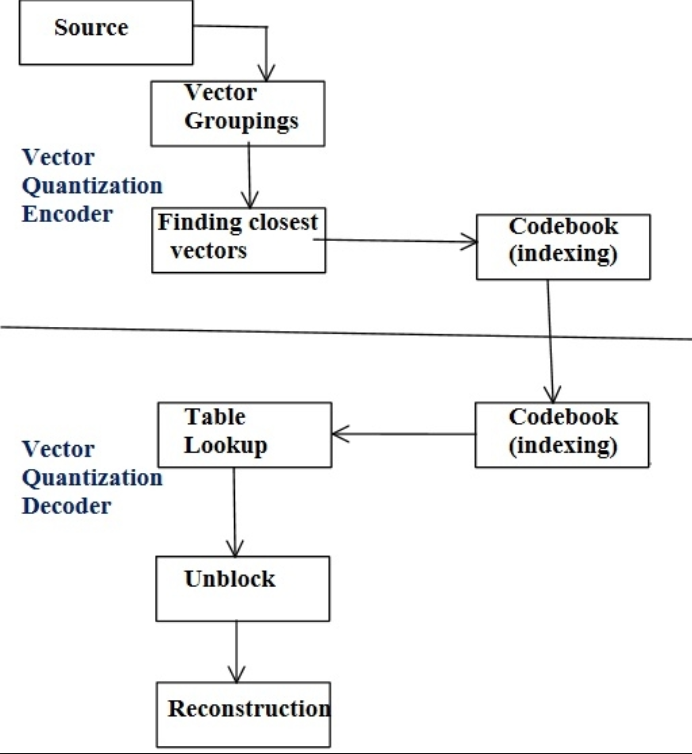 Source
Vector
Groupings
Vector
Quantization
Encoder
Finding closest
vectors
Codebook
(indexing)
Table
Lookup
Codebook
(indexing)
Vector
Quantization
Decoder
Unblock
Reconstruction